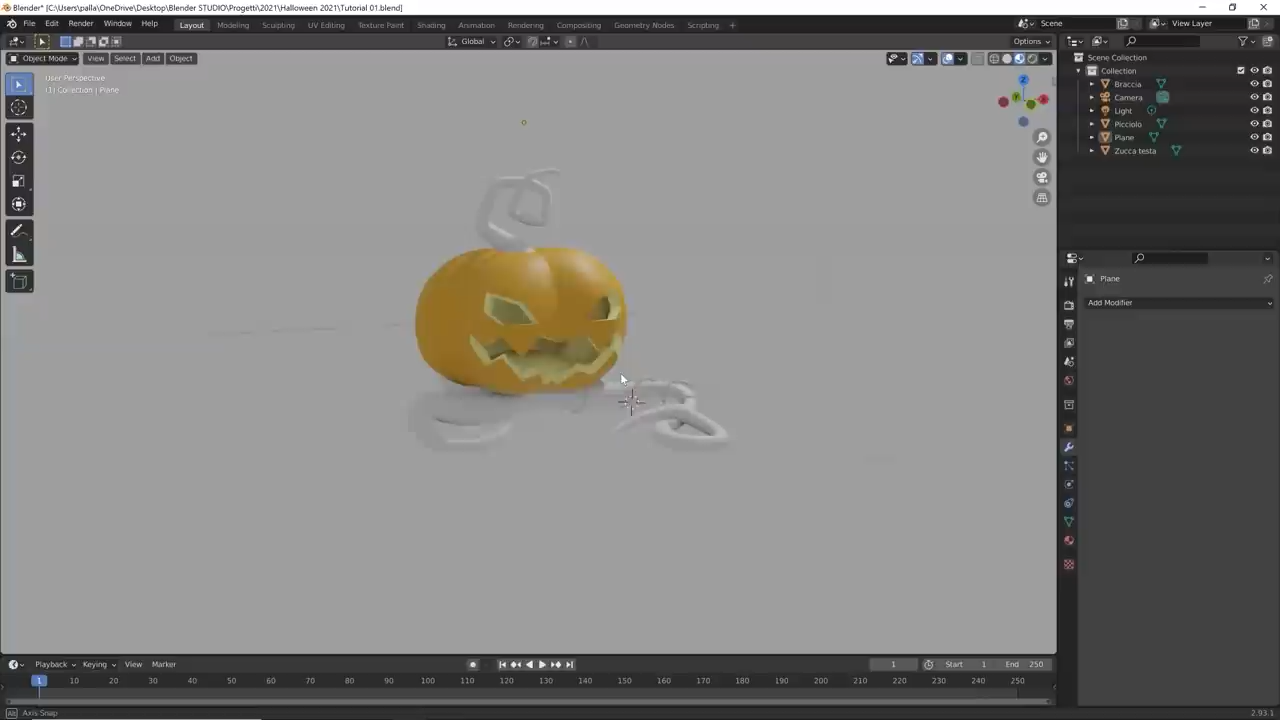 Blender* [C:\Users\palla\OneDrive\Desktop\Blender STUDIO\Progetti\2021\Halloween 2021\Tutorial 01.blend]
File Edit Render Window Help Layout Modeling Sculpting UV Editing Texture Paint Shading Animation Rendering Compositing Geometry Nodes Scripting + Scene View Layer
Global Options
Object Mode View Select Add Object
Scene Collection
Collection
User Perspective
(1) Collection | Plane
Braccia
Camera
Light
Picciolo
Plane
Zucca testa
Z
Y
X
Plane
Add Modifier
Playback Keying View Marker 1 Start 1 End 250
1 10 20 30 40 50 60 70 80 90 100 110 120 130 140 150 160 170 180 190 200 210 220 230 240 250
Alt Axis Snap 2.93.1